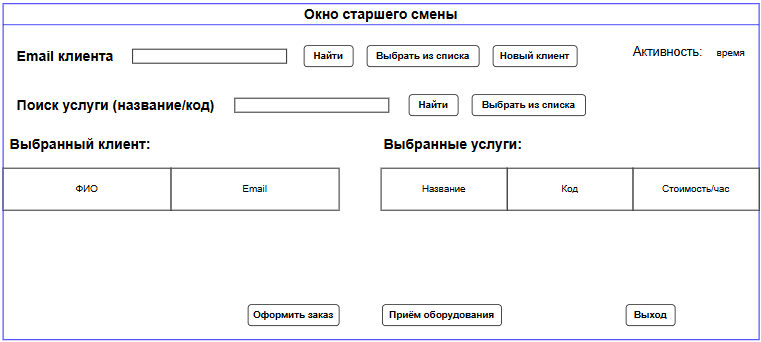 Окно старшего смены
Email клиента Найти Выбрать из списка Новый клиент Активность: время
Поиск услуги (название/код) Найти Выбрать из списка
Выбранный клиент: Выбранные услуги:
ФИО Email Название Код Стоимость/час
Оформить заказ Приём оборудования Выход